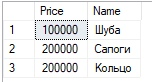 Price Name
1 100000 Шуба
2 200000 Сапоги
3 200000 Кольцо